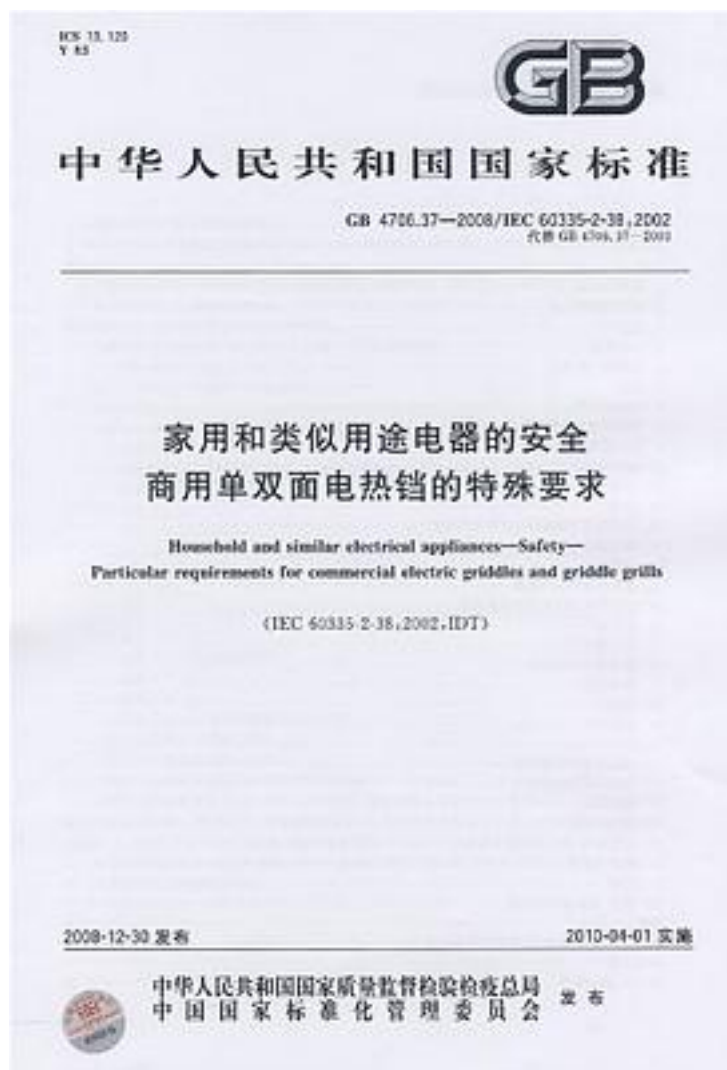 ICS 13.120
Y 63
GB
中华人民共和国国家标准
GB 4706.37—2008/IEC 60335-2-38:2002
代替 GB 4706.37—2003
家用和类似用途电器的安全
商用单双面电热铛的特殊要求
Household and similar electrical appliances—Safety—
Particular requirements for commercial electric griddles and griddle grills
(IEC 60335-2-38:2002,IDT)
2008-12-30 发布
2010-04-01 实施
中华人民共和国国家质量监督检验检疫总局
中国国家标准化管理委员会
发布